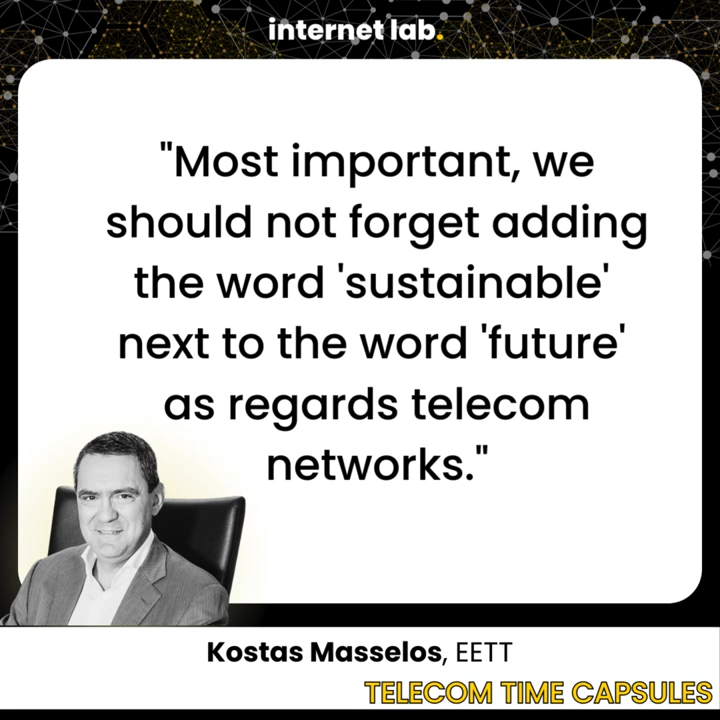 internet lab.
"Most important, we
should not forget adding
the word 'sustainable'
next to the word 'future'
as regards telecom
networks."
Kostas Masselos, EETT
TELECOM TIME CAPSULES